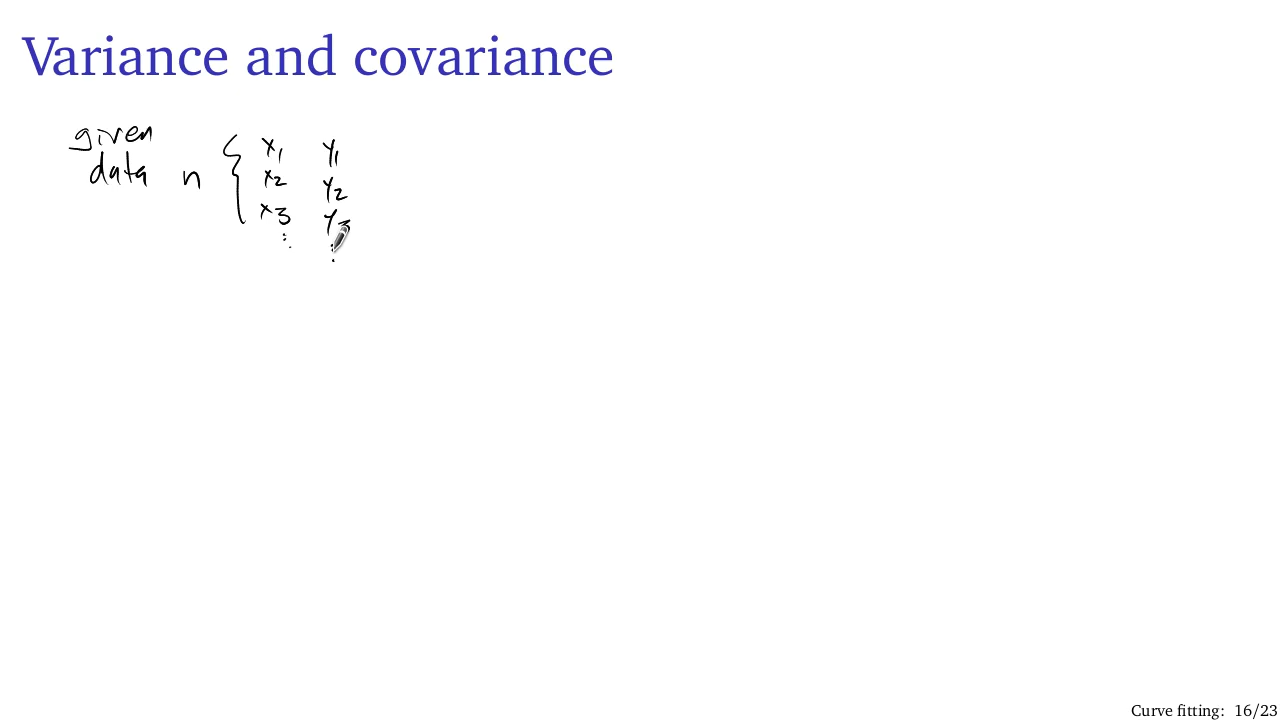 Variance and covariance
given
data n { x₁ y₁
x₂ y₂
x₃ y₃
⋮ ⋮
Curve fitting: 16/23